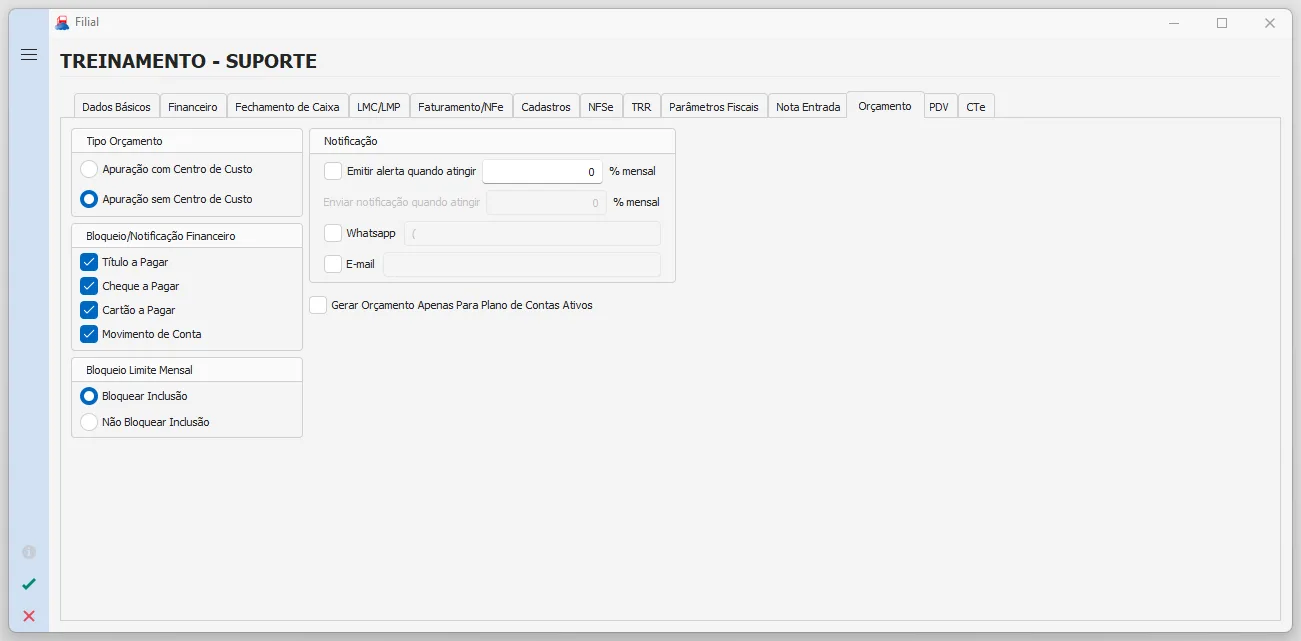 Filial
TREINAMENTO - SUPORTE
Dados Básicos Financeiro Fechamento de Caixa LMC/LMP Faturamento/NFe Cadastros NFSe TRR Parâmetros Fiscais Nota Entrada Orçamento PDV CTe
Tipo Orçamento
Apuração com Centro de Custo
Apuração sem Centro de Custo
Bloqueio/Notificação Financeiro
Título a Pagar
Cheque a Pagar
Cartão a Pagar
Movimento de Conta
Bloqueio Limite Mensal
Bloquear Inclusão
Não Bloquear Inclusão
Notificação
Emitir alerta quando atingir 0 % mensal
Enviar notificação quando atingir 0 % mensal
Whatsapp (
E-mail
Gerar Orçamento Apenas Para Plano de Contas Ativos